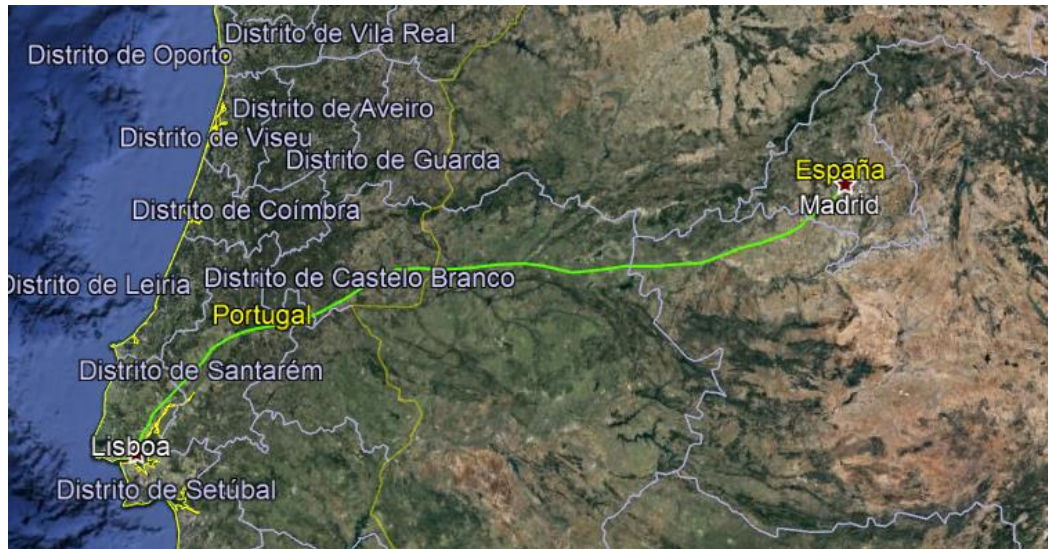 Distrito de Vila Real
Distrito de Oporto
Distrito de Aveiro
Distrito de Viseu
Distrito de Guarda
España
Madrid
Distrito de Coímbra
Distrito de Castelo Branco
Distrito de Leiria
Portugal
Distrito de Santarém
Lisboa
Distrito de Setúbal